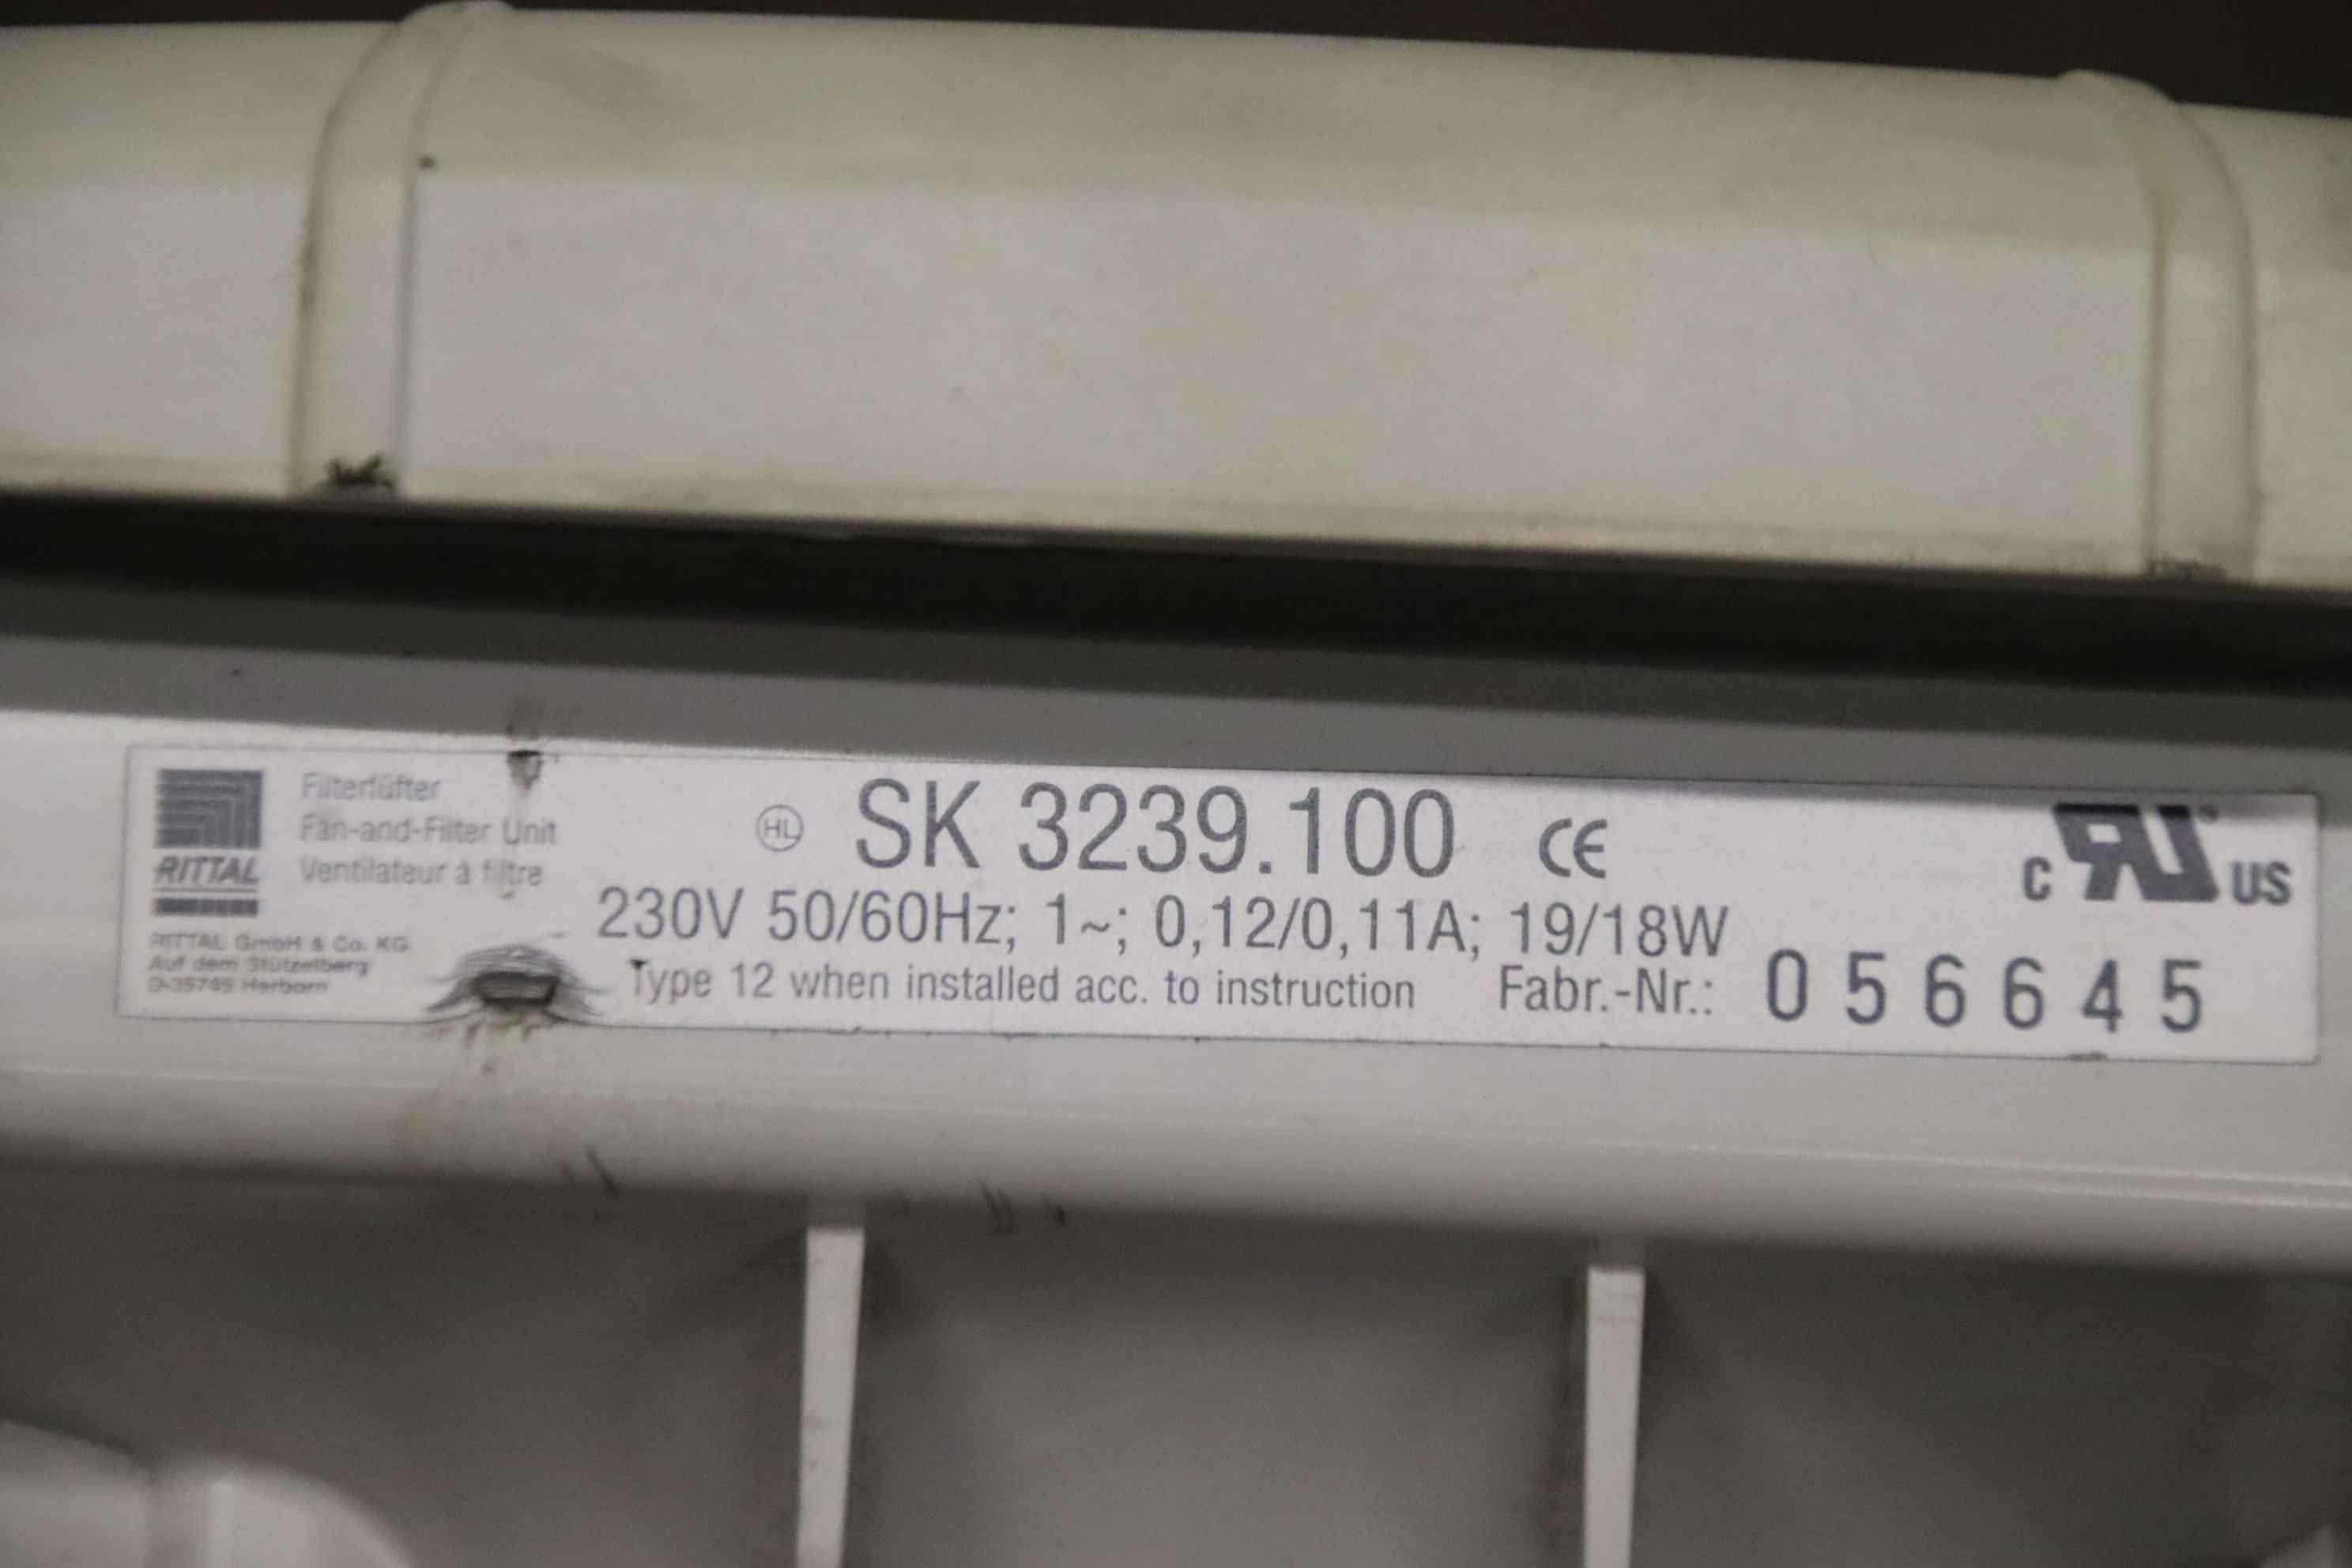 RITTAL
Filterlüfter
Fan-and-Filter Unit
Ventilateur à filtre
RITTAL GmbH & Co. KG
Auf dem Stützelberg
D-35745 Herborn
HL SK 3239.100 CE
230V 50/60Hz; 1~; 0,12/0,11A; 19/18W
Type 12 when installed acc. to instruction
Fabr.-Nr.: 056645
c RU US